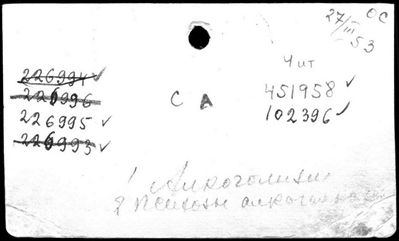 27/III 53 ОС
Чит
226994
226996
226995
226993
С А
451958
102396
1 Алкоголизм
2 Психозы алкогольные